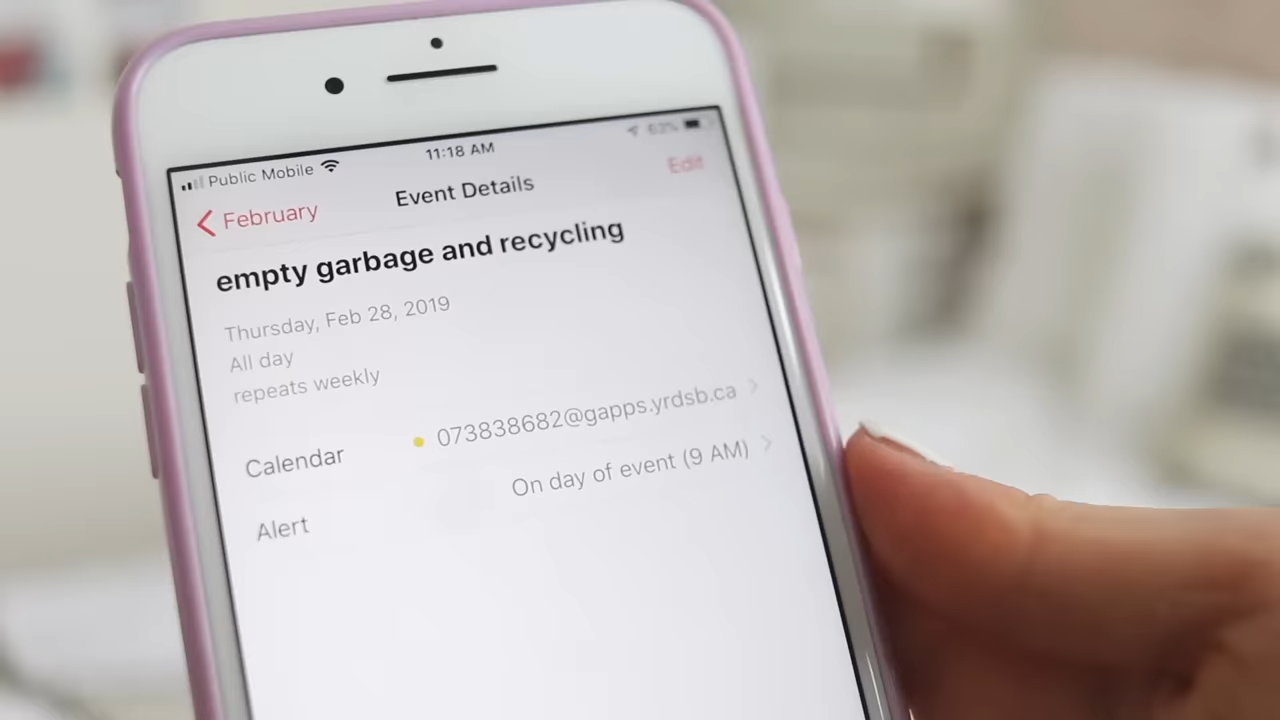 Public Mobile 11:18 AM 63%
February Event Details Edit
empty garbage and recycling
Thursday, Feb 28, 2019
All day
repeats weekly
Calendar 073838682@gapps.yrdsb.ca
Alert On day of event (9 AM)